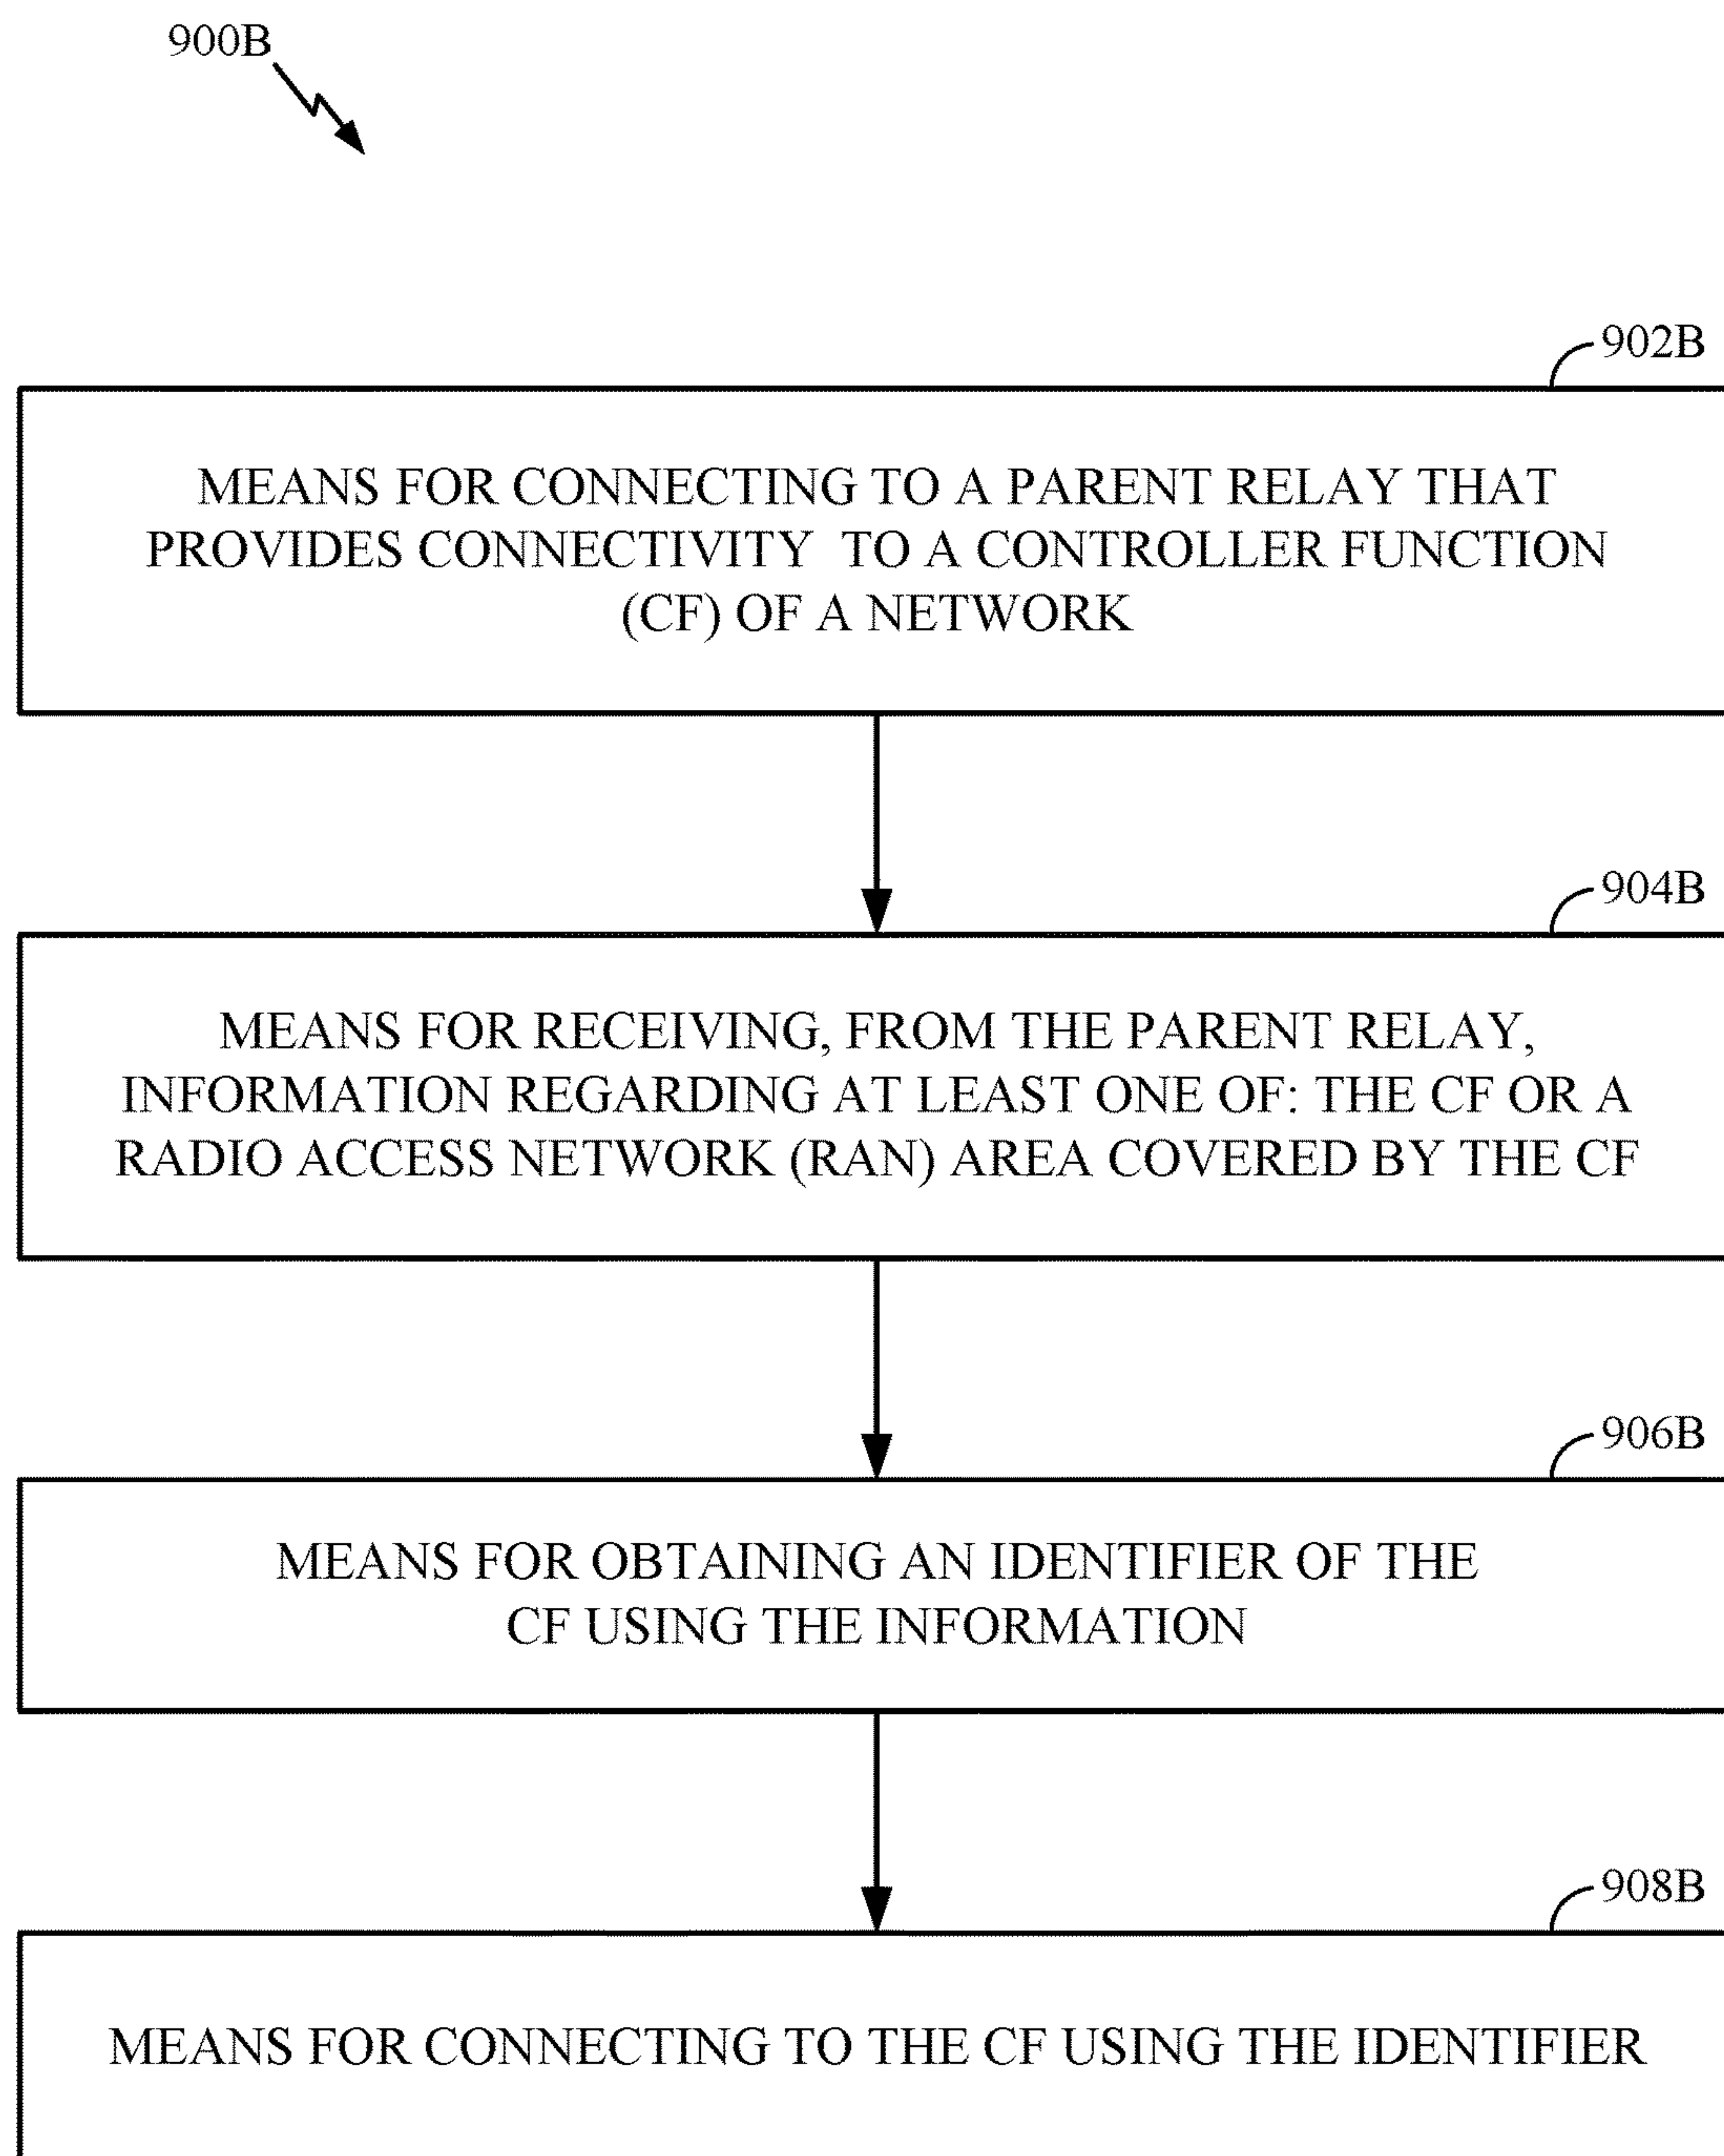 900B
902B
MEANS FOR CONNECTING TO A PARENT RELAY THAT
PROVIDES CONNECTIVITY TO A CONTROLLER FUNCTION
(CF) OF A NETWORK
904B
MEANS FOR RECEIVING, FROM THE PARENT RELAY,
INFORMATION REGARDING AT LEAST ONE OF: THE CF OR A
RADIO ACCESS NETWORK (RAN) AREA COVERED BY THE CF
906B
MEANS FOR OBTAINING AN IDENTIFIER OF THE
CF USING THE INFORMATION
908B
MEANS FOR CONNECTING TO THE CF USING THE IDENTIFIER